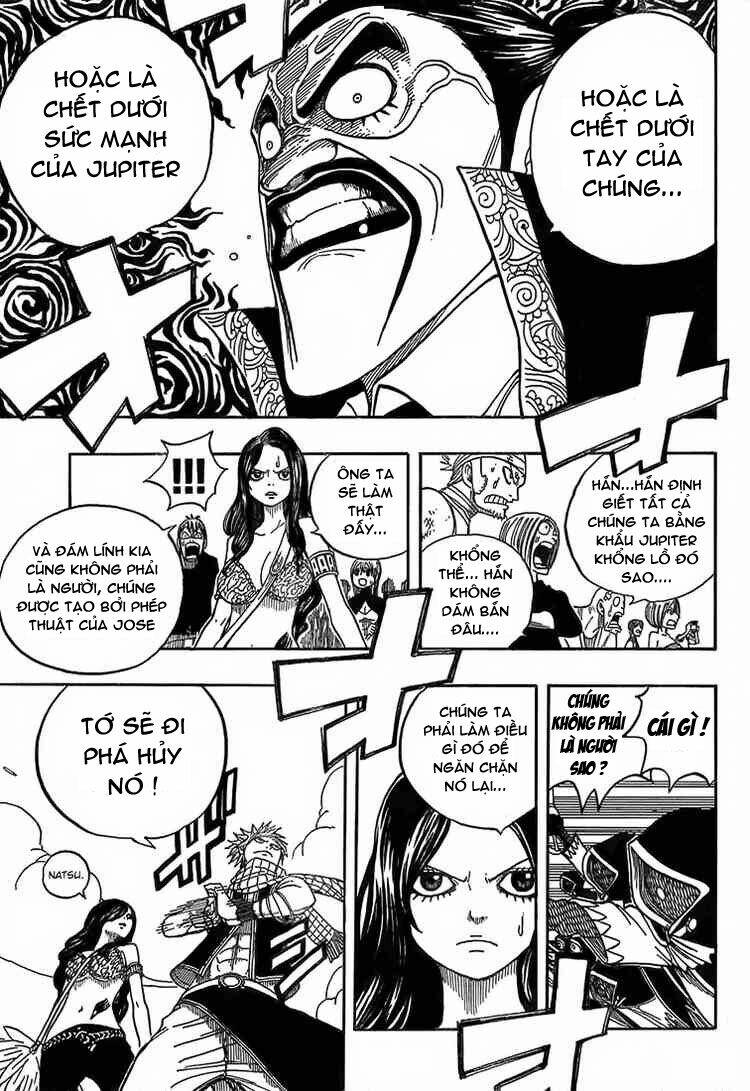 HOẶC LÀ
CHẾT DƯỚI
TAY CỦA
CHÚNG...
HOẶC LÀ
CHẾT DƯỚI
SỨC MẠNH
CỦA JUPITER
HẮN...HẮN ĐỊNH
GIẾT TẤT CẢ
CHÚNG TA BẰNG
KHẨU JUPITER
KHỔNG LỒ ĐÓ
SAO....
KHÔNG
THỂ... HẮN
KHÔNG
DÁM BẮN
ĐÂU....
ÔNG TA
SẼ LÀM
THẬT
ĐẤY...
!!!
VÀ ĐÁM LÍNH KIA
CŨNG KHÔNG PHẢI
LÀ NGƯỜI, CHÚNG
ĐƯỢC TẠO BỞI PHÉP
THUẬT CỦA JOSE
CÁI GÌ !
CHÚNG
KHÔNG PHẢI
LÀ NGƯỜI
SAO ?
CHÚNG TA
PHẢI LÀM ĐIỀU
GÌ ĐÓ ĐỂ
NGĂN CHẶN
NÓ LẠI...
TỚ SẼ ĐI
PHÁ HỦY
NÓ !
NATSU.